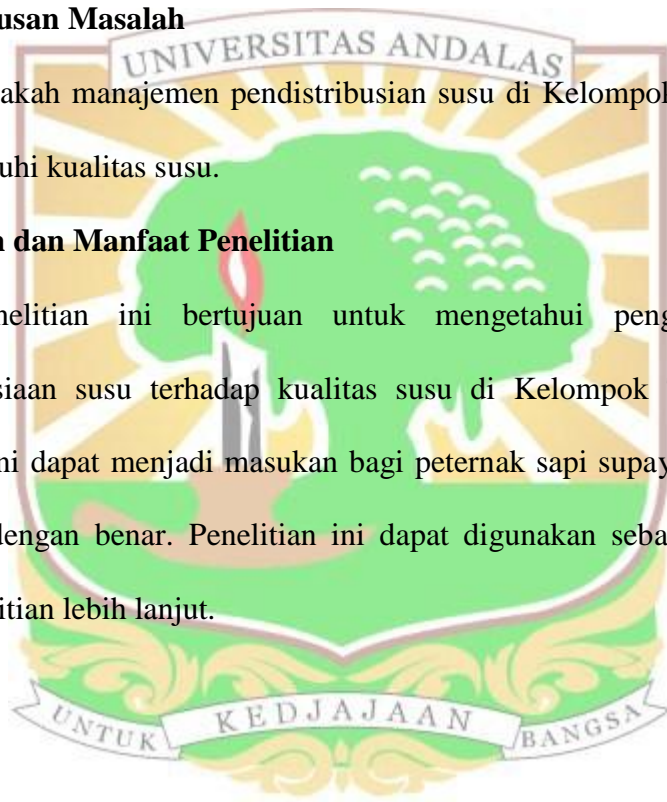 usan Masalah
UNIVERSITAS ANDALAS
akah manajemen pendistribusian susu di Kelompok
uhi kualitas susu.
n dan Manfaat Penelitian
nelitian ini bertujuan untuk mengetahui peng
siaan susu terhadap kualitas susu di Kelompok
ni dapat menjadi masukan bagi peternak sapi supay
dengan benar. Penelitian ini dapat digunakan seba
itian lebih lanjut.
UNTUK KEDJAJAAN BANGSA